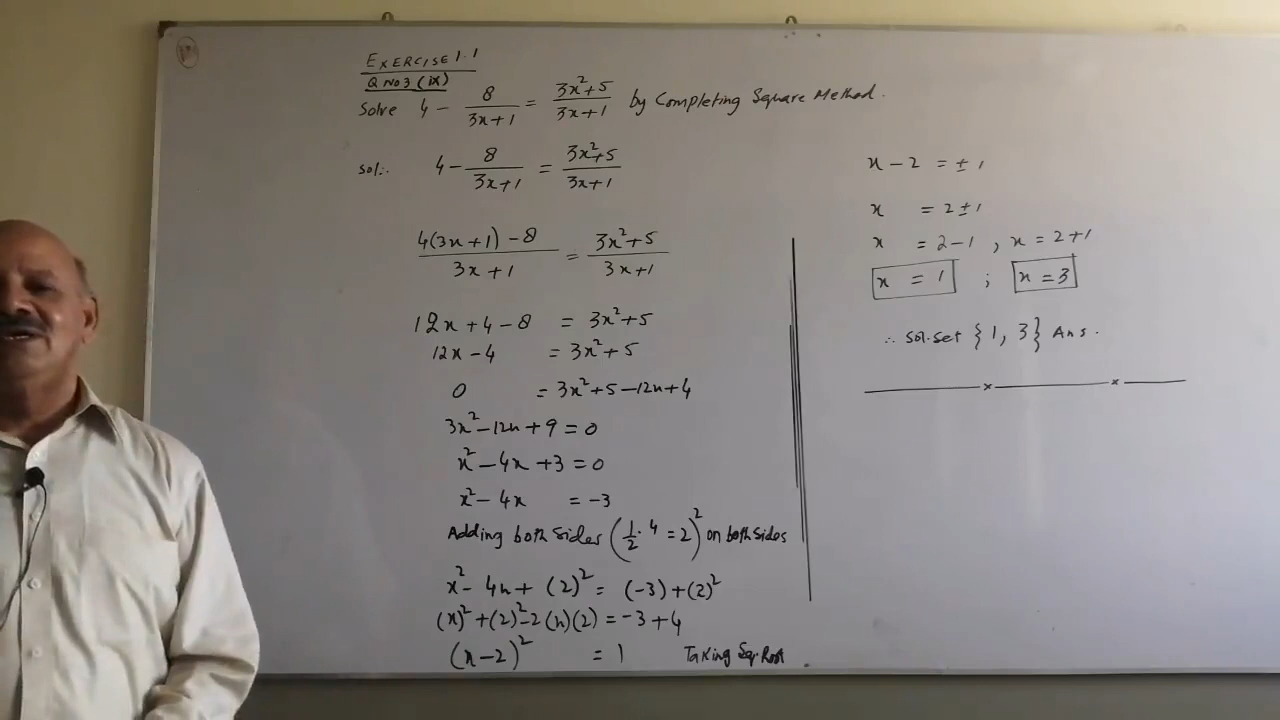 EXERCISE 1.1
Q NO 3 (ix)
Solve 4 - 8/(3x+1) = (3x²+5)/(3x+1) by Completing Square Method.
Sol:. 4 - 8/(3x+1) = (3x²+5)/(3x+1)
(4(3x+1) - 8)/(3x+1) = (3x²+5)/(3x+1)
12x + 4 - 8 = 3x²+5
12x - 4 = 3x²+5
0 = 3x²+5-12x+4
3x²-12x+9 = 0
x² - 4x + 3 = 0
x² - 4x = -3
Adding both sides (1/2 · 4 = 2)² on both sides
x² - 4x + (2)² = (-3)+(2)²
(x)² + (2)² - 2(x)(2) = -3+4
(x-2)² = 1 Taking Sq. Root
x - 2 = ± 1
x = 2 ± 1
x = 2-1 , x = 2+1
x = 1 ; x = 3
∴ Sol. Set {1, 3} Ans.